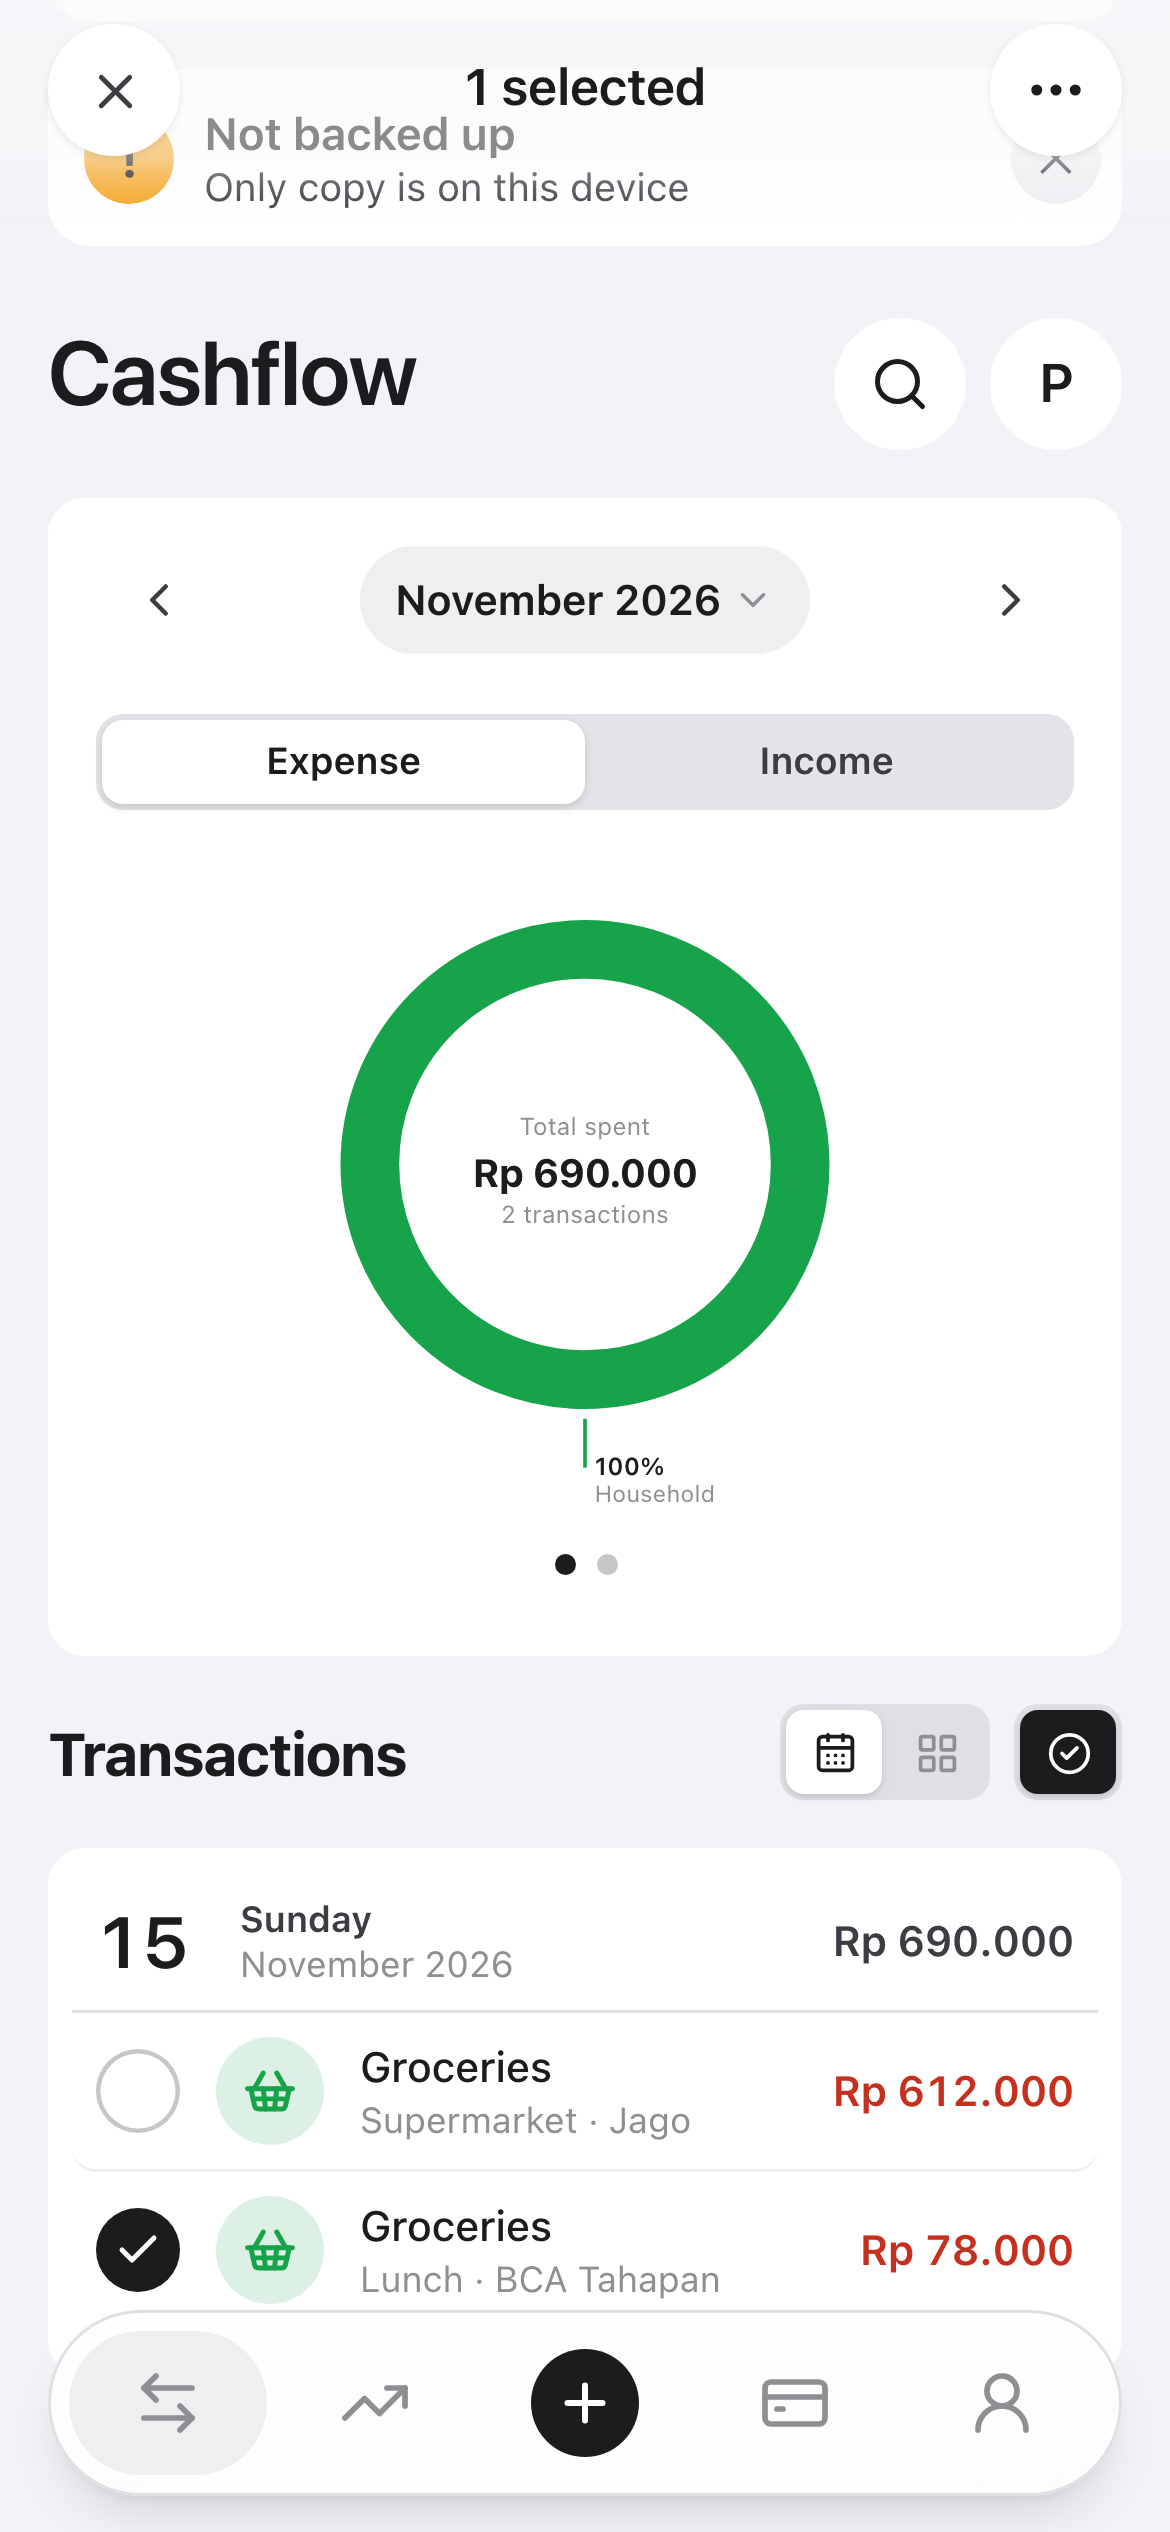 1 selected
Not backed up
Only copy is on this device
Cashflow
P
November 2026
Expense
Income
Total spent
Rp 690.000
2 transactions
100%
Household
Transactions
15
Sunday
November 2026
Rp 690.000
Groceries
Supermarket · Jago
Rp 612.000
Groceries
Lunch · BCA Tahapan
Rp 78.000